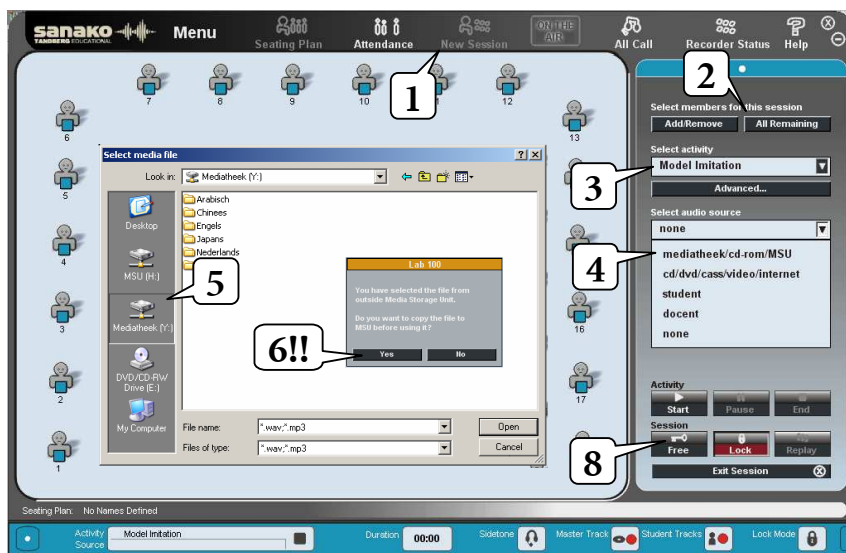 sanako
TANDBERG EDUCATIONAL
Menu
Seating Plan
Attendance
New Session
ON THE AIR
All Call
Recorder Status
Help
1
2
7
8
9
10
12
6
13
5
4
3
16
2
17
1
Select media file
Look in:
Mediatheek (Y:)
Desktop
MSU (H:)
Mediatheek (Y:)
DVD/CD-RW
Drive (E:)
My Computer
Arabisch
Chinees
Engels
Japans
Nederlands
5
Lab 100
You have selected the file from
outside Media Storage Unit.
Do you want to copy the file to
MSU before using it?
Yes
No
6!!
File name:
*.wav;*.mp3
Open
Files of type:
*.wav;*.mp3
Cancel
Select members for this session
Add/Remove
All Remaining
Select activity
3
Model Imitation
Advanced...
Select audio source
none
4
mediatheek/cd-rom/MSU
cd/dvd/cass/video/internet
student
docent
none
Activity
Start
Pause
End
Session
8
Free
Lock
Replay
Exit Session
Seating Plan: No Names Defined
Activity
Source
Model Imitation
Duration
00:00
Sidetone
Master Track
Student Tracks
Lock Mode